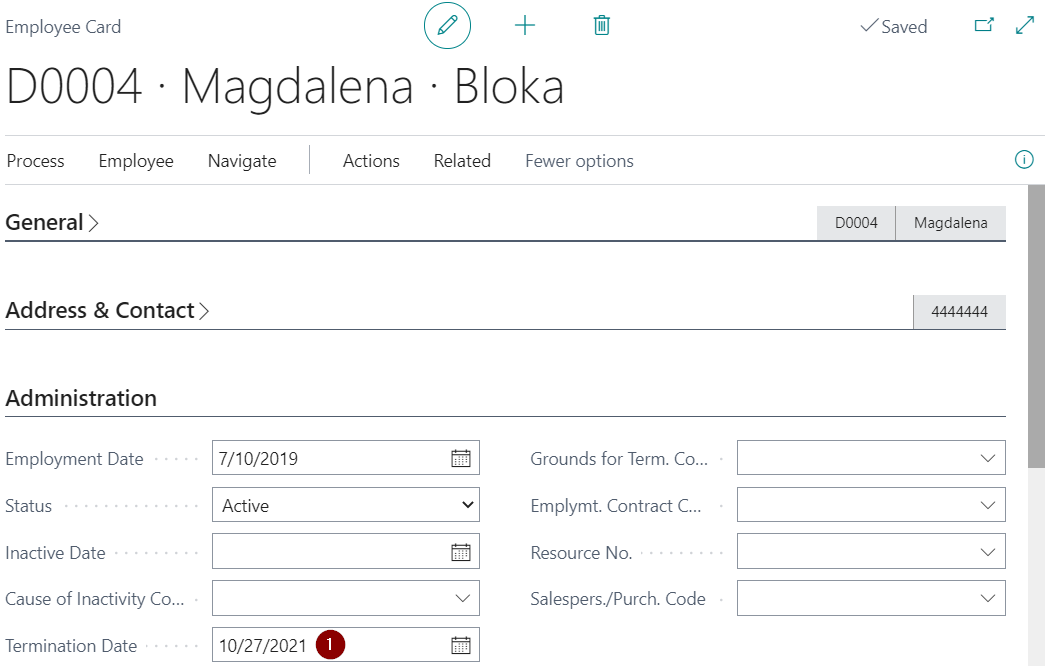 Employee Card
Saved
D0004 · Magdalena · Bloka
Process Employee Navigate Actions Related Fewer options
General D0004 Magdalena
Address & Contact 4444444
Administration
Employment Date 7/10/2019
Status Active
Inactive Date
Cause of Inactivity Co...
Termination Date 10/27/2021 1
Grounds for Term. Co...
Emplymt. Contract C...
Resource No.
Salespers./Purch. Code